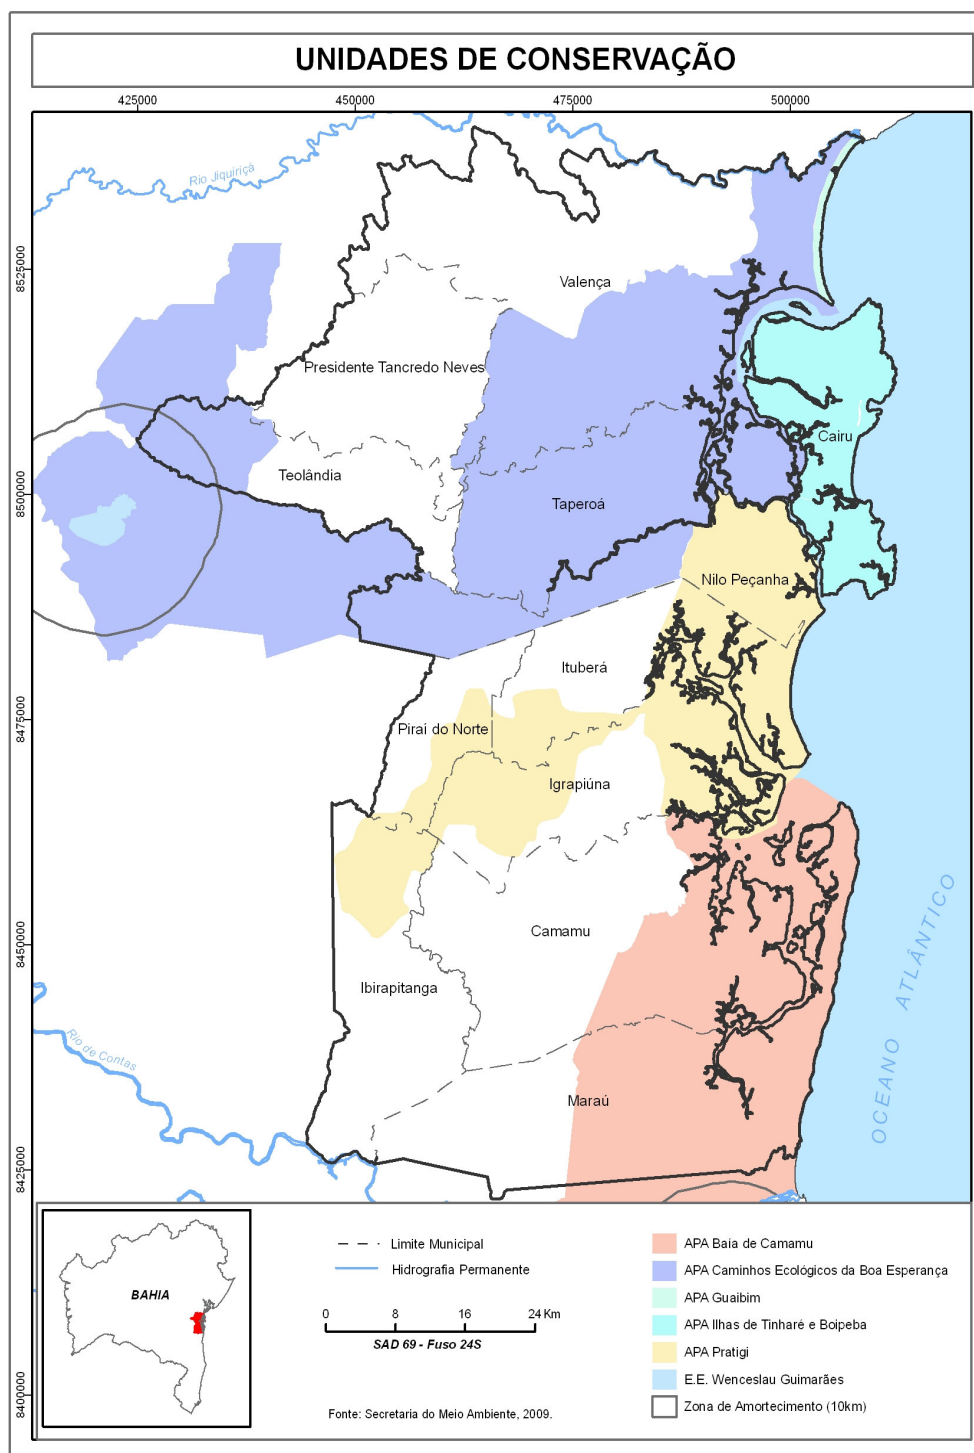 UNIDADES DE CONSERVAÇÃO
425000
450000
475000
500000
8525000
8500000
8475000
8450000
8425000
8400000
Rio Jiquiriçá
Valença
Presidente Tancredo Neves
Cairu
Teolândia
Taperoá
Nilo Peçanha
Ituberá
Piraí do Norte
Igrapiúna
Camamu
Ibirapitanga
Rio de Contas
Maraú
OCEANO ATLÂNTICO
BAHIA
Limite Municipal
Hidrografia Permanente
0 8 16 24 Km
SAD 69 - Fuso 24S
Fonte: Secretaria do Meio Ambiente, 2009.
APA Baía de Camamu
APA Caminhos Ecológicos da Boa Esperança
APA Guaibim
APA Ilhas de Tinharé e Boipeba
APA Pratigi
E.E. Wenceslau Guimarães
Zona de Amortecimento (10km)